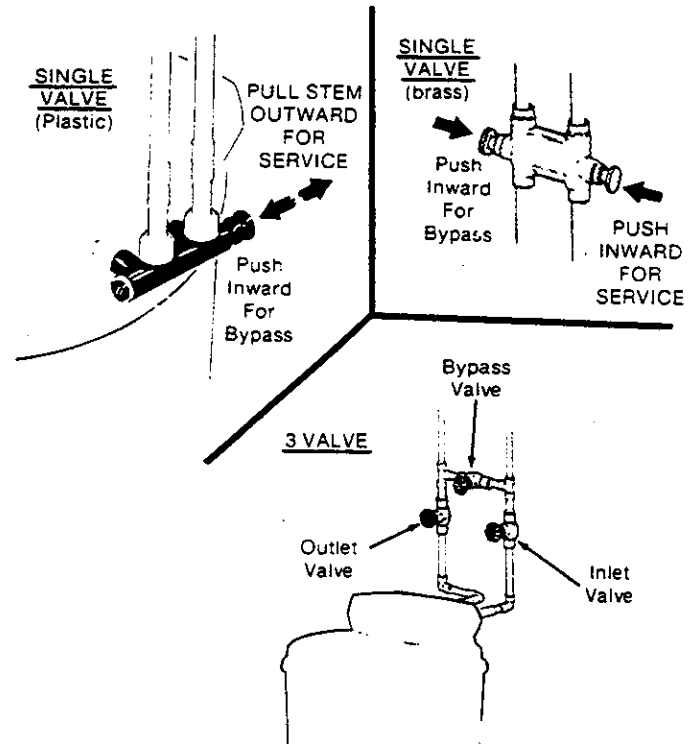 SINGLE
VALVE
(Plastic)
PULL STEM
OUTWARD
FOR
SERVICE
Push
Inward
For
Bypass
SINGLE
VALVE
(brass)
Push
Inward
For
Bypass
PUSH
INWARD
FOR
SERVICE
3 VALVE
Bypass
Valve
Outlet
Valve
Inlet
Valve